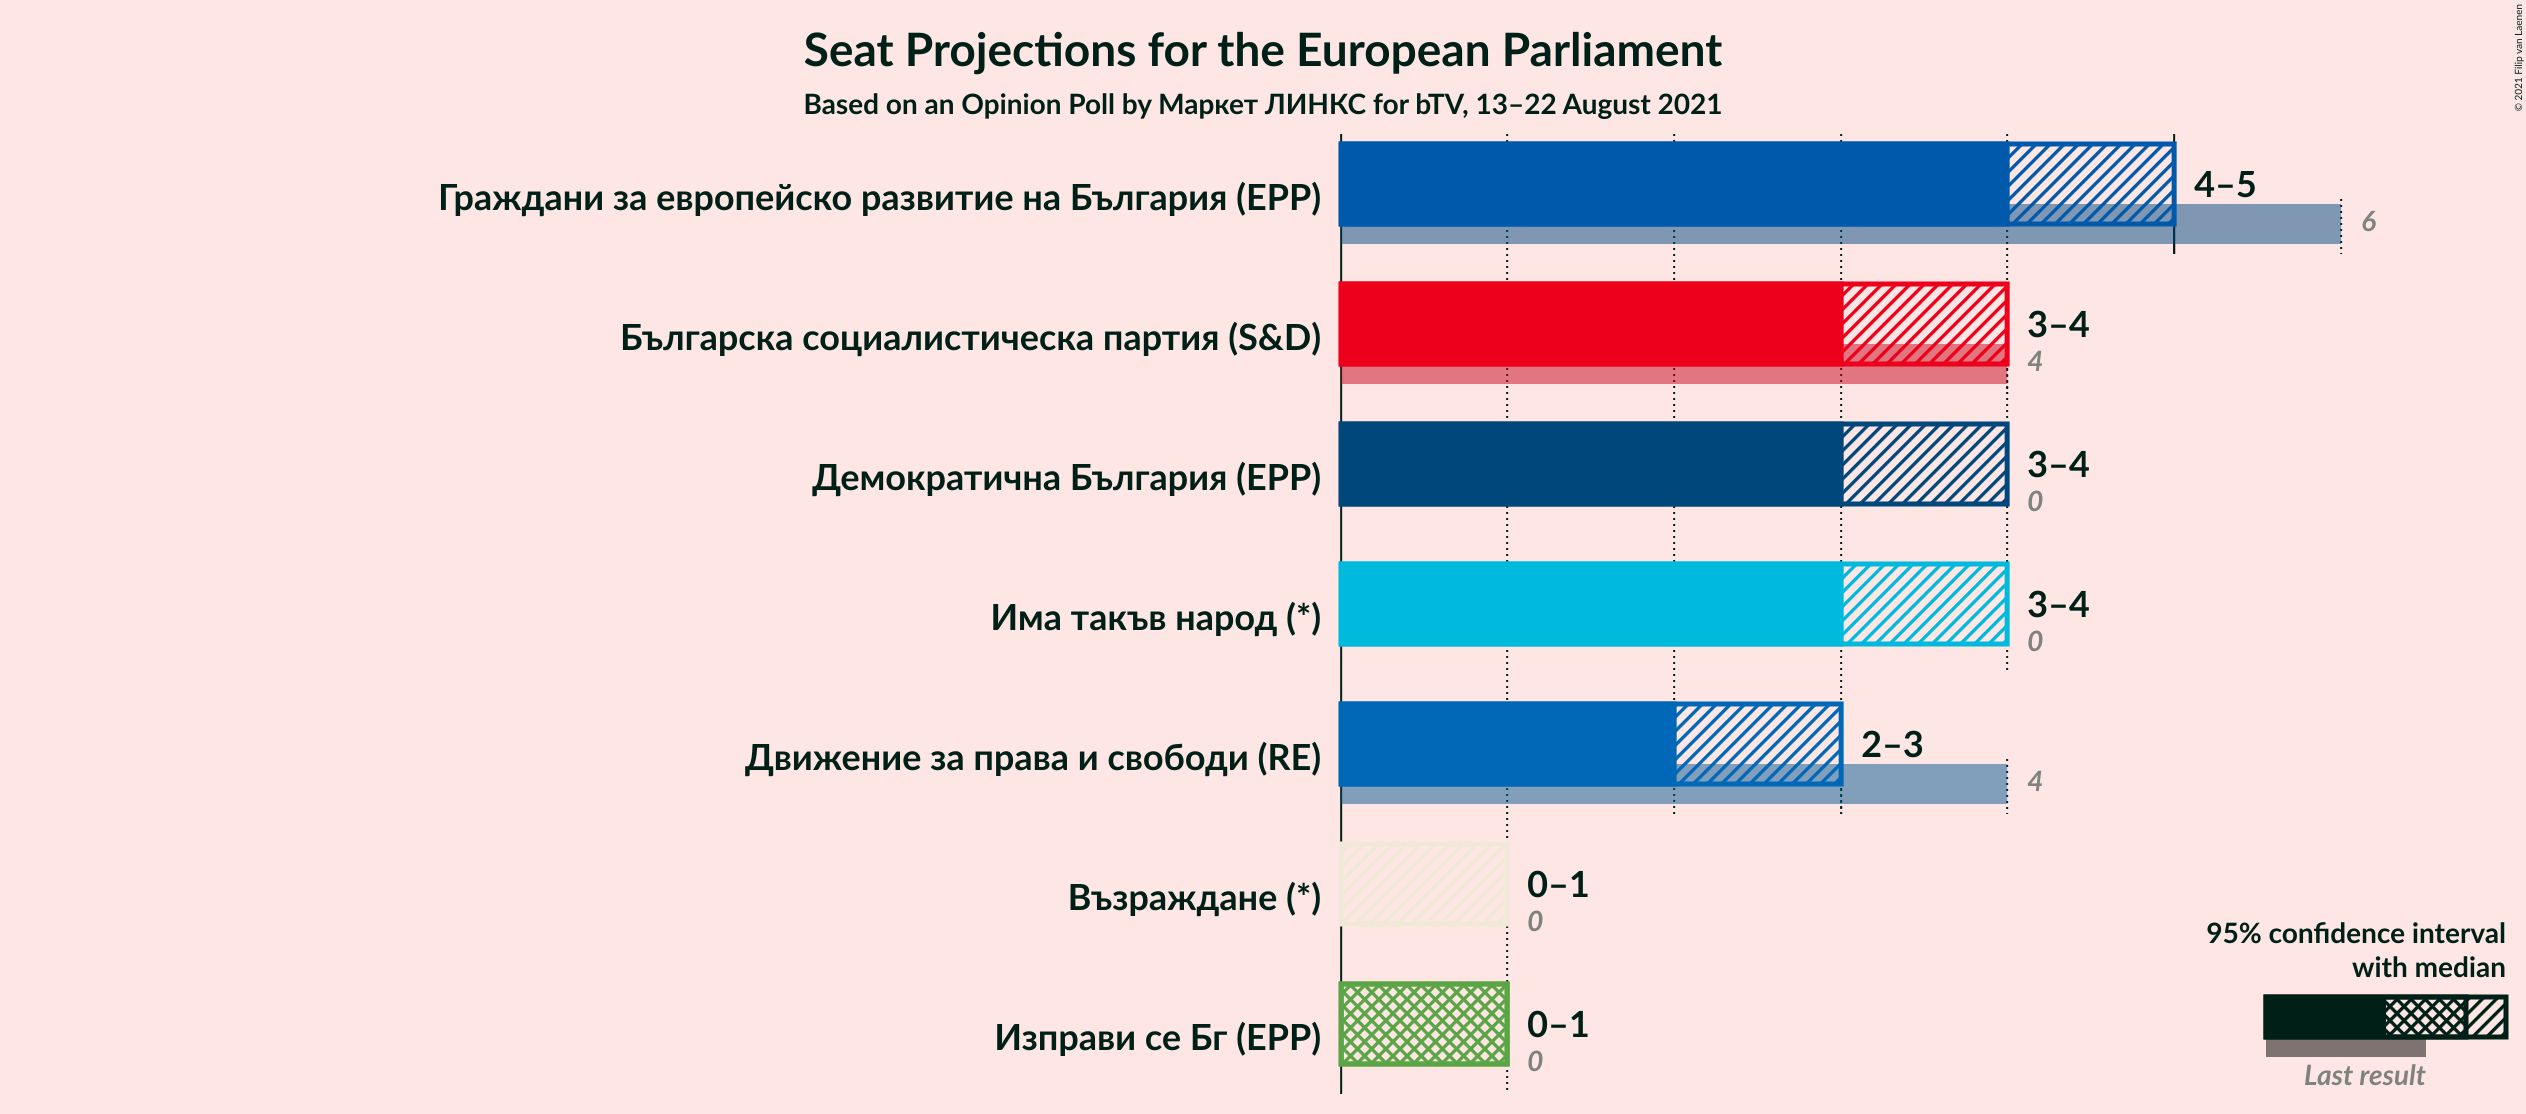 Seat Projections for the European Parliament
Based on an Opinion Poll by Маркет ЛИНКС for bTV, 13–22 August 2021
© 2021 Filip van Laenen
Граждани за европейско развитие на България (EPP)
4–5
6
Българска социалистическа партия (S&D)
3–4
4
Демократична България (EPP)
3–4
0
Има такъв народ (*)
3–4
0
Движение за права и свободи (RE)
2–3
4
Възраждане (*)
0–1
0
Изправи се Бг (EPP)
0–1
0
95% confidence interval
with median
Last result